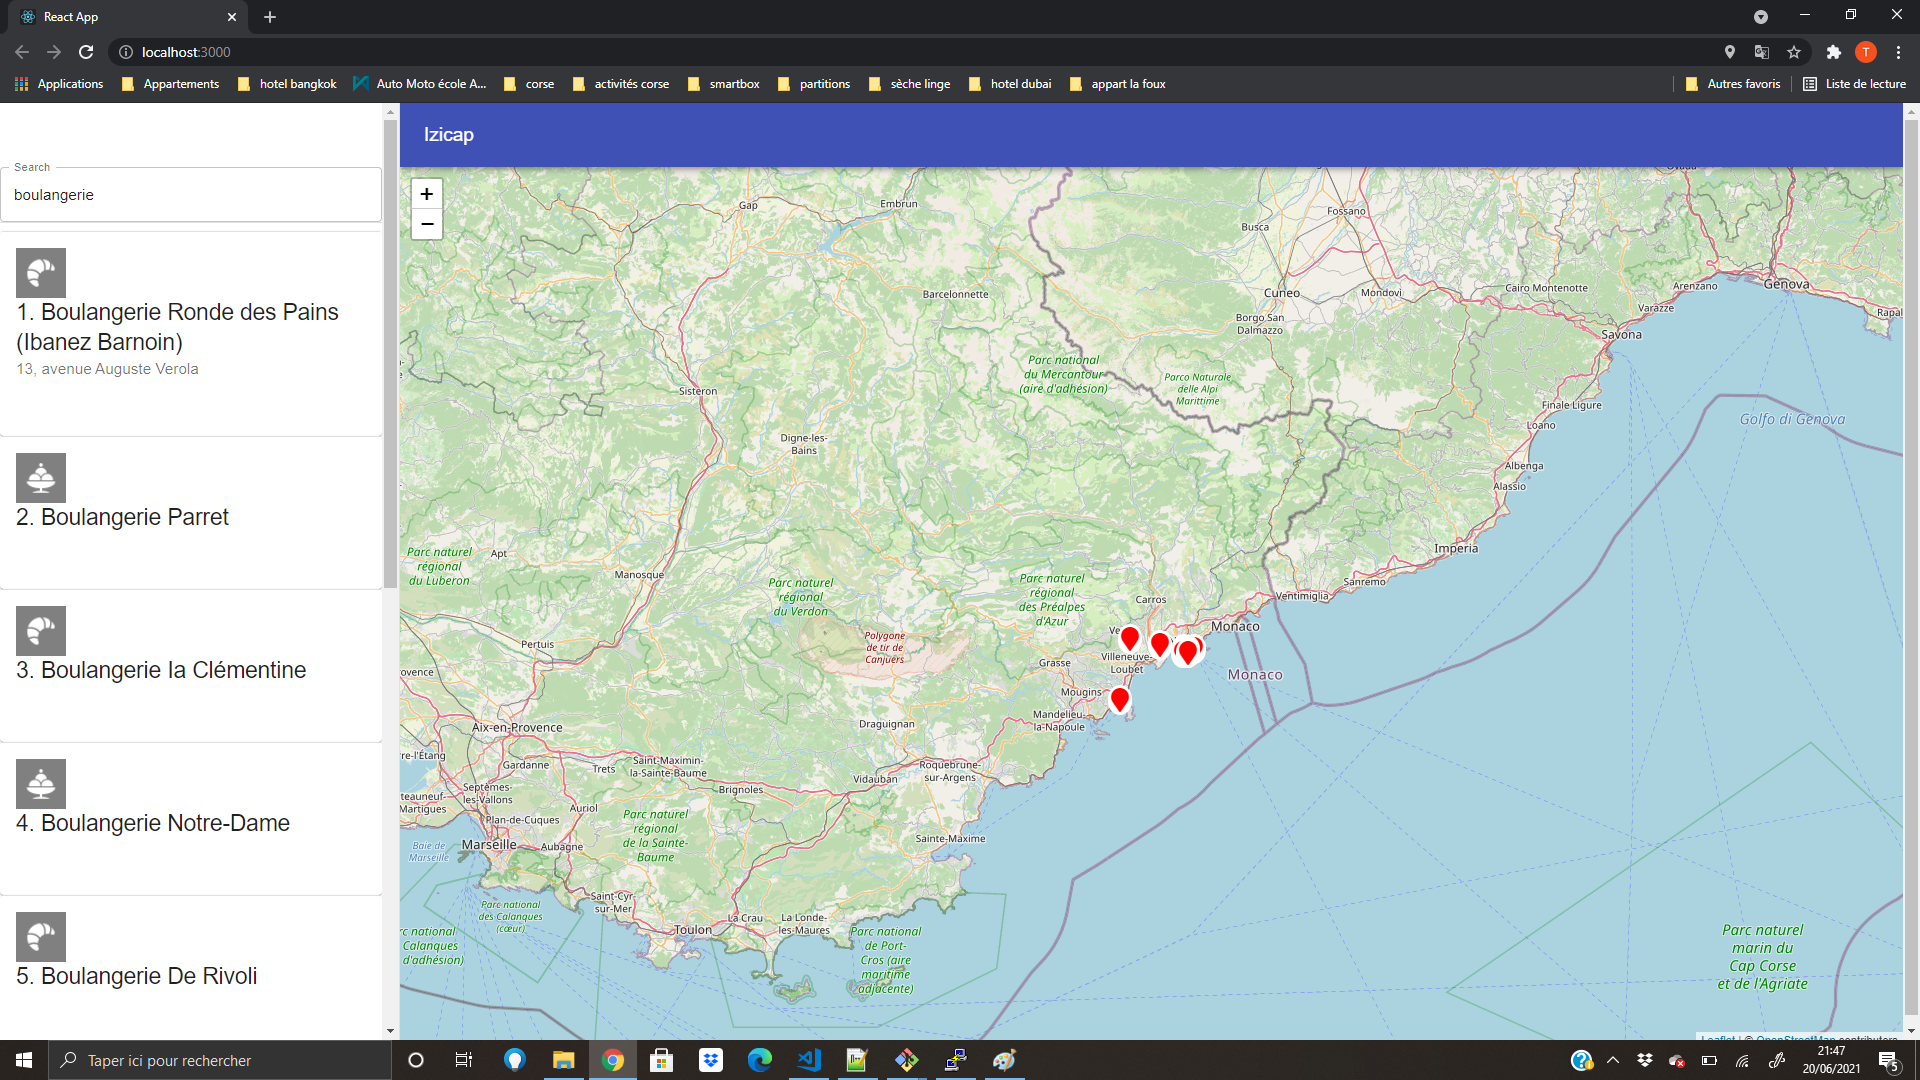 React App
localhost:3000
T
Applications
Appartements
hotel bangkok
Auto Moto école A...
corse
activités corse
smartbox
partitions
sèche linge
hotel dubai
appart la foux
Autres favoris
Liste de lecture
Search
boulangerie
1. Boulangerie Ronde des Pains
(Ibanez Barnoin)
13, avenue Auguste Verola
2. Boulangerie Parret
3. Boulangerie la Clémentine
4. Boulangerie Notre-Dame
5. Boulangerie De Rivoli
Izicap
+
−
Gap
Embrun
Fossano
Busca
Barcelonnette
Cuneo
Mondovì
Cairo Montenotte
Arenzano
Genova
Varazze
Borgo San
Dalmazzo
Savona
Parc national
du Mercantour
(aire d'adhésion)
Parco Naturale
delle Alpi
Marittime
Sisteron
Finale Ligure
Loano
Golfo di Genova
Digne-les-
Bains
Albenga
Alassio
Parc naturel
régional
du Luberon
Apt
Manosque
Parc naturel
régional
du Verdon
Parc naturel
régional
des Préalpes
d'Azur
Carros
Imperia
Sanremo
Ventimiglia
Monaco
Monaco
Pertuis
Polygone
de tir de
Canjuers
Grasse
Villeneuve-
Loubet
Mougins
Mandelieu-
la-Napoule
Draguignan
Aix-en-Provence
Gardanne
Trets
Saint-Maximin-
la-Sainte-Baume
Brignoles
Vidauban
Roquebrune-
sur-Argens
Septèmes-
les-Vallons
Martigues
Plan-de-Cuques
Auriol
Parc naturel
régional
de la Sainte-
Baume
Sainte-Maxime
Marseille
Aubagne
Baie de
Marseille
Saint-Cyr-
sur-Mer
Parc national
des Calanques
(cœur)
Toulon
La Crau
La Londe-
les-Maures
Parc national
de Port-
Cros (aire
maritime
adjacente)
Calanques
d'adhésion)
Parc naturel
marin du
Cap Corse
et de l'Agriate
Leaflet | © OpenStreetMap contributors
Taper ici pour rechercher
21:47
20/06/2021
5